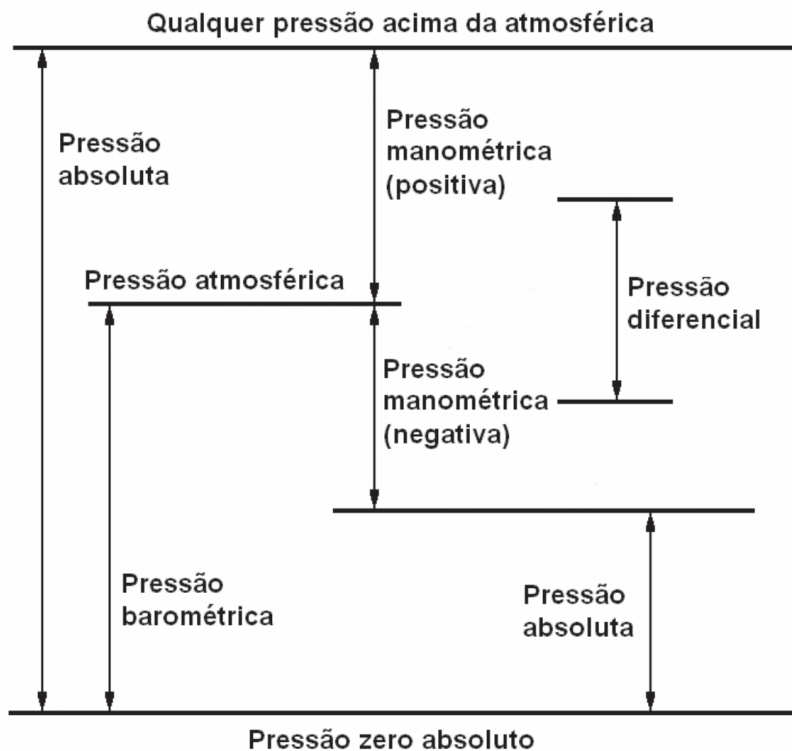 Qualquer pressão acima da atmosférica
Pressão
absoluta
Pressão
manométrica
(positiva)
Pressão atmosférica
Pressão
diferencial
Pressão
manométrica
(negativa)
Pressão
barométrica
Pressão
absoluta
Pressão zero absoluto